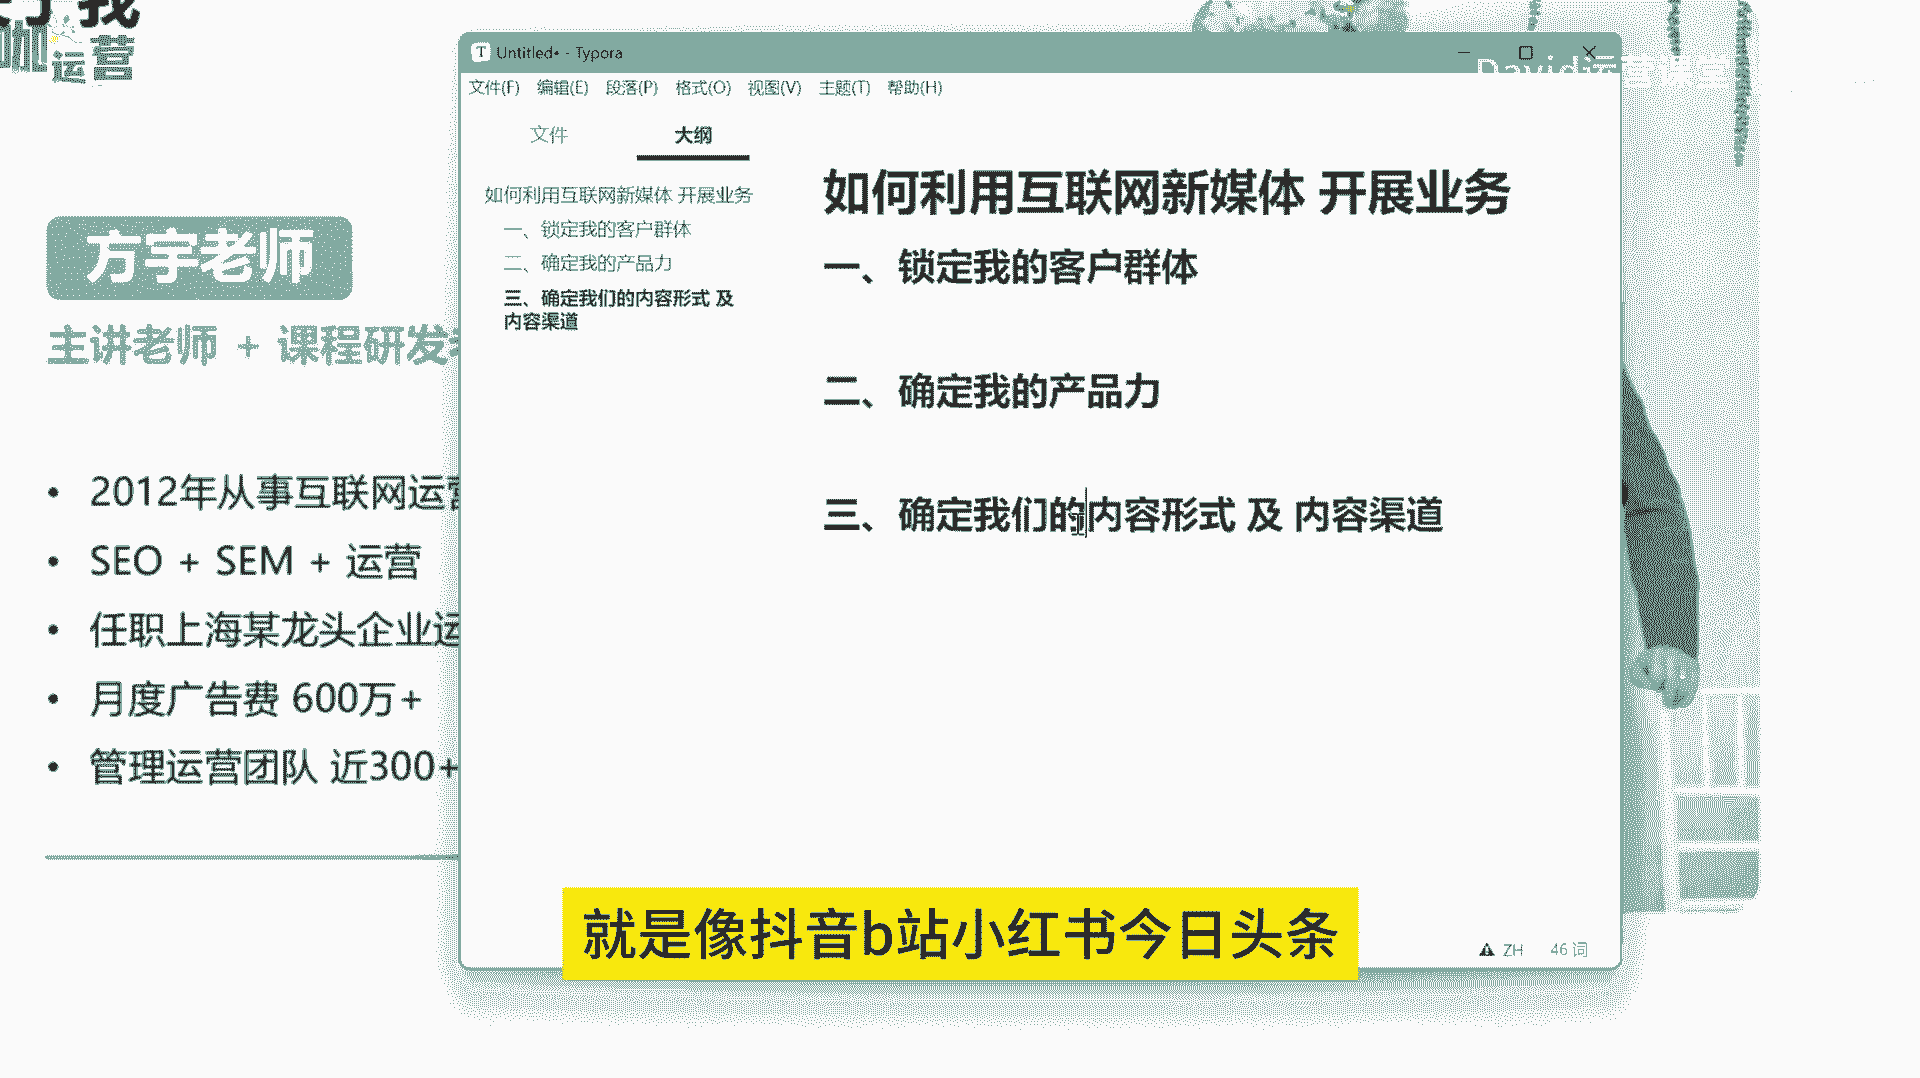 运营
Untitled• - Typora
David运营课堂
文件(F) 编辑(E) 段落(P) 格式(O) 视图(V) 主题(T) 帮助(H)
文件 大纲
如何利用互联网新媒体 开展业务
一、锁定我的客户群体
二、确定我的产品力
三、确定我们的内容形式 及
内容渠道
如何利用互联网新媒体 开展业务
一、锁定我的客户群体
二、确定我的产品力
三、确定我们的内容形式 及 内容渠道
方宇老师
主讲老师 + 课程研发
• 2012年从事互联网运营
• SEO + SEM + 运营
• 任职上海某龙头企业运
• 月度广告费 600万+
• 管理运营团队 近300+
ZH 46 词
就是像抖音b站小红书今日头条